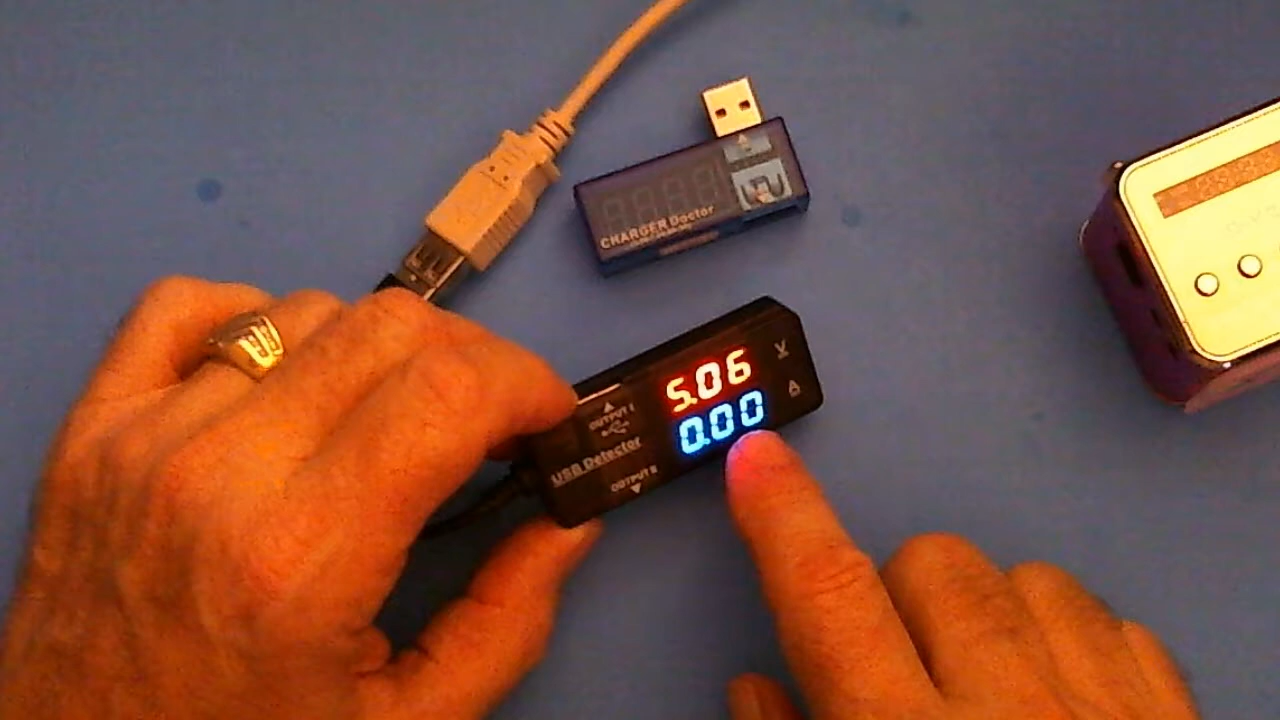 CHARGER Doctor
5.06 V
0.00 A
OUTPUT I
USB Detector
OUTPUT II